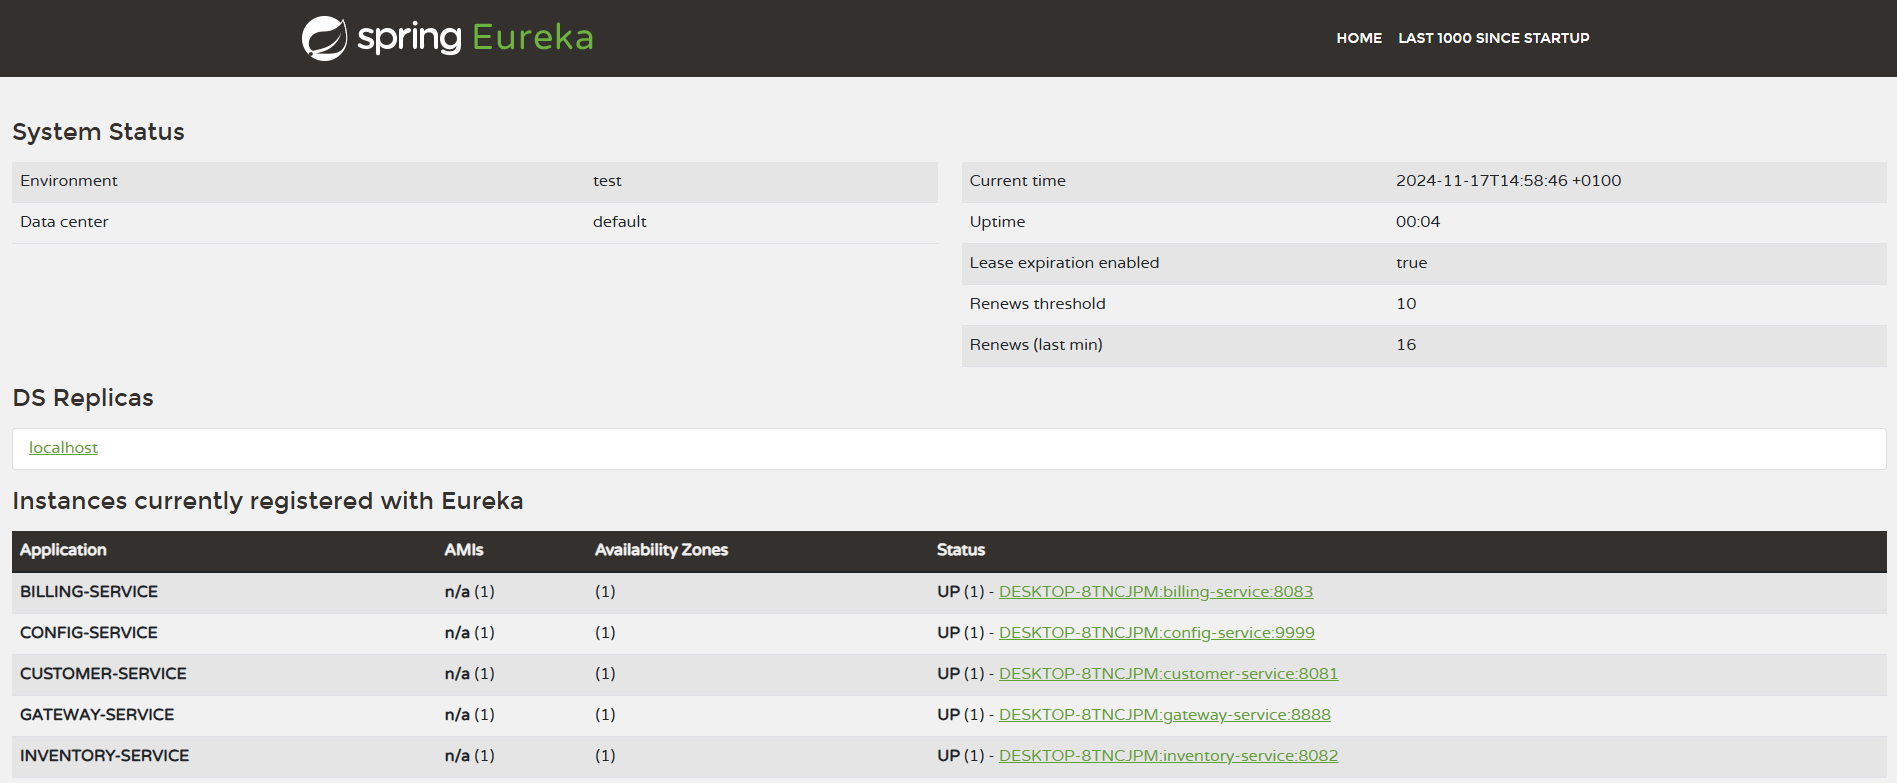 spring Eureka
HOME LAST 1000 SINCE STARTUP
System Status
Environment test
Data center default
Current time 2024-11-17T14:58:46 +0100
Uptime 00:04
Lease expiration enabled true
Renews threshold 10
Renews (last min) 16
DS Replicas
localhost
Instances currently registered with Eureka
Application AMIs Availability Zones Status
BILLING-SERVICE n/a (1) (1) UP (1) - DESKTOP-8TNCJPM:billing-service:8083
CONFIG-SERVICE n/a (1) (1) UP (1) - DESKTOP-8TNCJPM:config-service:9999
CUSTOMER-SERVICE n/a (1) (1) UP (1) - DESKTOP-8TNCJPM:customer-service:8081
GATEWAY-SERVICE n/a (1) (1) UP (1) - DESKTOP-8TNCJPM:gateway-service:8888
INVENTORY-SERVICE n/a (1) (1) UP (1) - DESKTOP-8TNCJPM:inventory-service:8082